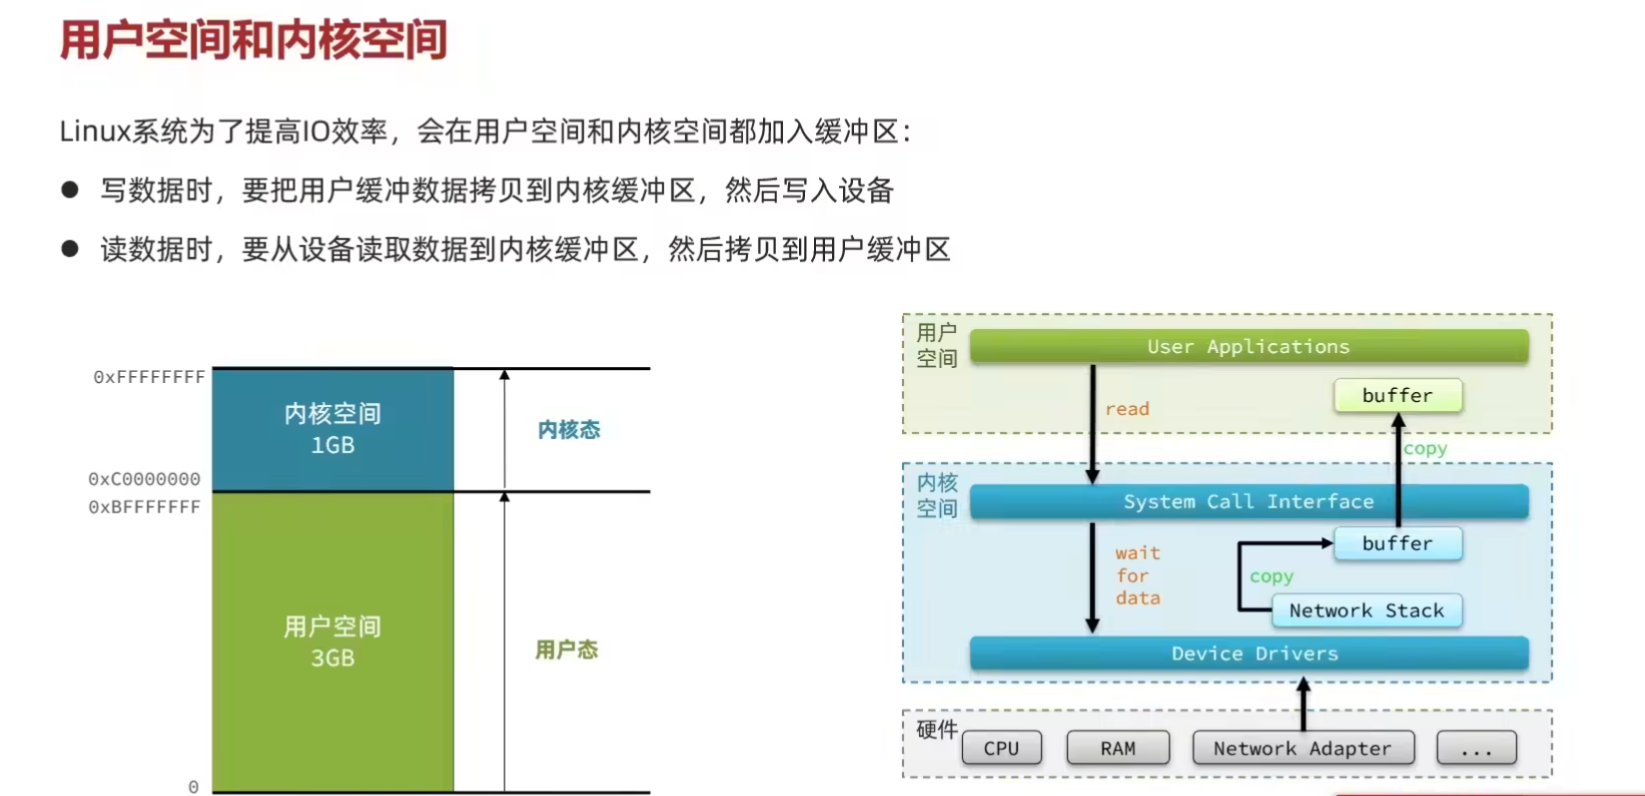 用户空间和内核空间
Linux系统为了提高IO效率，会在用户空间和内核空间都加入缓冲区：
● 写数据时，要把用户缓冲数据拷贝到内核缓冲区，然后写入设备
● 读数据时，要从设备读取数据到内核缓冲区，然后拷贝到用户缓冲区
0xFFFFFFFF
内核空间
1GB
内核态
0xC0000000
0xBFFFFFFF
用户空间
3GB
用户态
0
用户
空间
User Applications
buffer
read
copy
内核
空间
System Call Interface
buffer
wait
for
data
copy
Network Stack
Device Drivers
硬件
CPU
RAM
Network Adapter
...